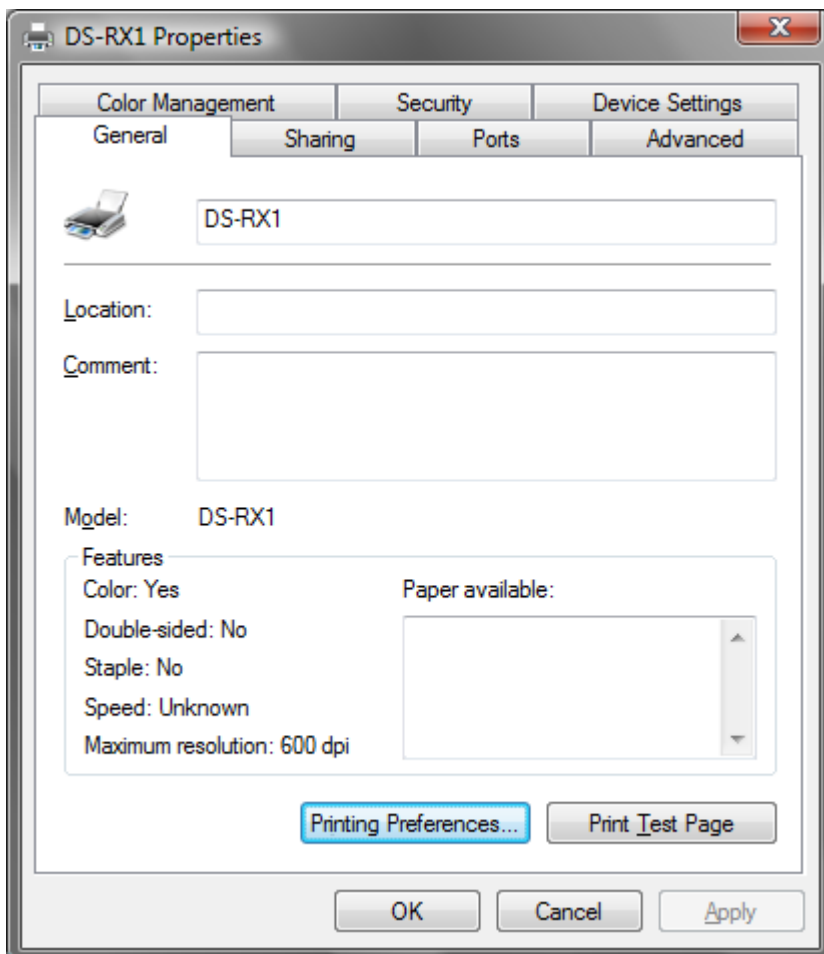 DS-RX1 Properties
Color Management Security Device Settings
General Sharing Ports Advanced
DS-RX1
Location:
Comment:
Model: DS-RX1
Features
Color: Yes Paper available:
Double-sided: No
Staple: No
Speed: Unknown
Maximum resolution: 600 dpi
Printing Preferences... Print Test Page
OK Cancel Apply